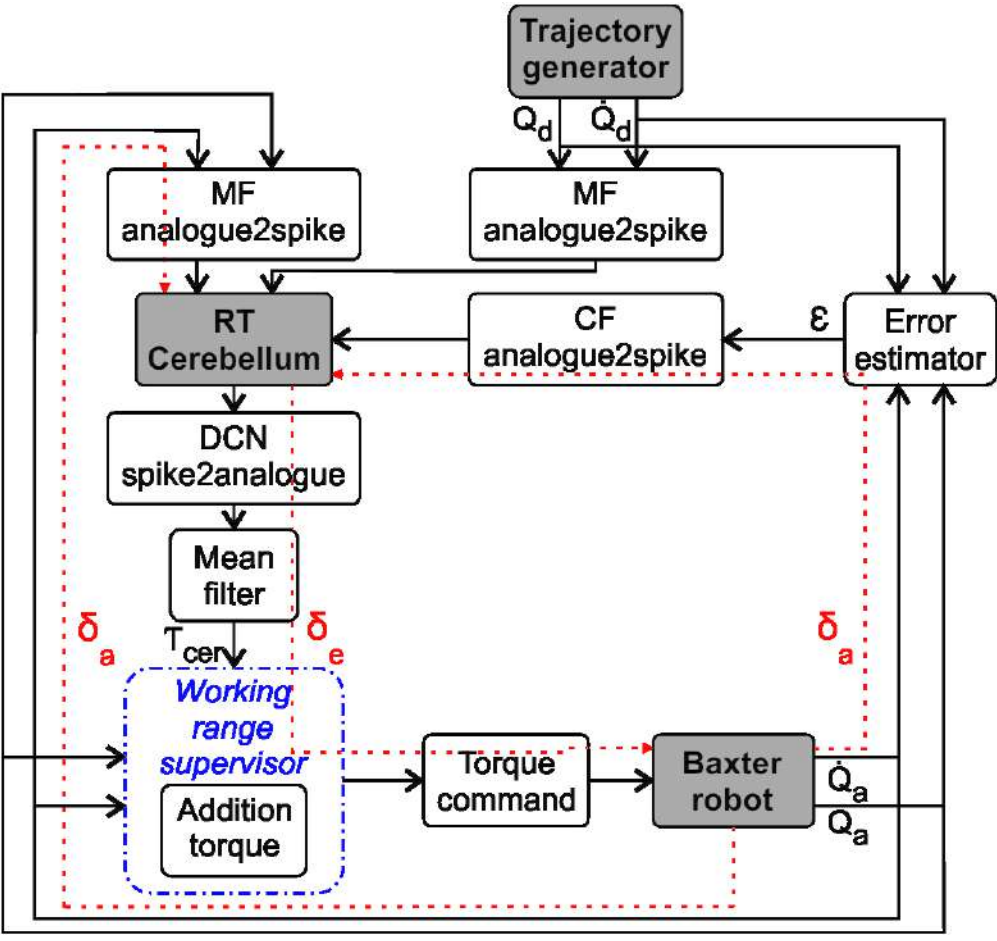 Trajectory
generator
Q_d Q̇_d
MF
analogue2spike
MF
analogue2spike
RT
Cerebellum
CF
analogue2spike
ε
Error
estimator
DCN
spike2analogue
Mean
filter
δ_a
T_cer
δ_e
δ_a
Working
range
supervisor
Addition
torque
Torque
command
Baxter
robot
Q̇_a
Q_a